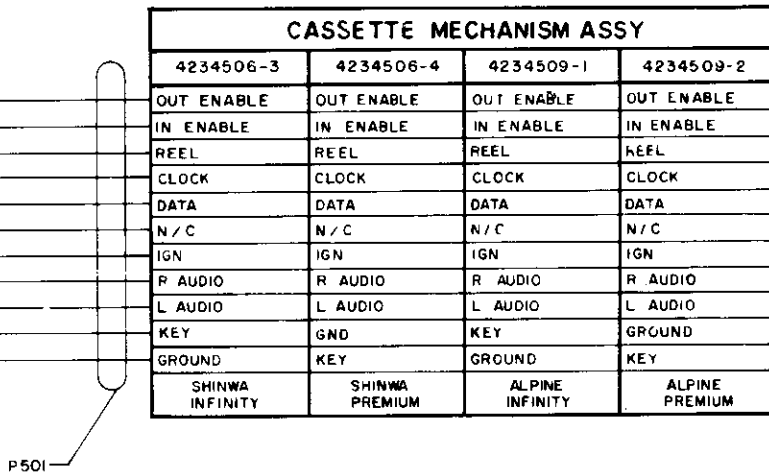 CASSETTE MECHANISM ASSY
4234506-3 4234506-4 4234509-1 4234509-2
OUT ENABLE OUT ENABLE OUT ENABLE OUT ENABLE
IN ENABLE IN ENABLE IN ENABLE IN ENABLE
REEL REEL REEL REEL
CLOCK CLOCK CLOCK CLOCK
DATA DATA DATA DATA
N/C N/C N/C N/C
IGN IGN IGN IGN
R AUDIO R AUDIO R AUDIO R AUDIO
L AUDIO L AUDIO L AUDIO L AUDIO
KEY GND KEY GROUND
GROUND KEY GROUND KEY
SHINWA SHINWA ALPINE ALPINE
INFINITY PREMIUM INFINITY PREMIUM
P501